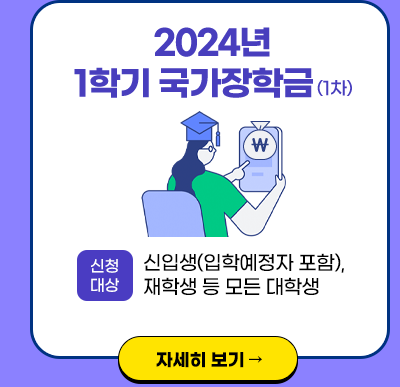 2024년
1학기 국가장학금 (1차)
₩
신청
대상
신입생(입학예정자 포함),
재학생 등 모든 대학생
자세히 보기 →